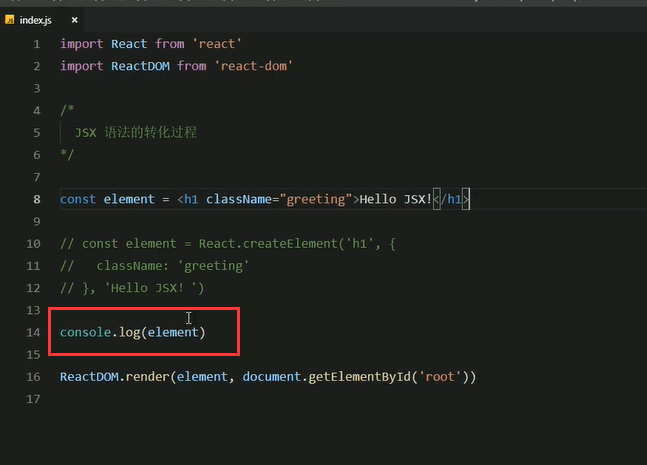 index.js ×
1 import React from 'react'
2 import ReactDOM from 'react-dom'
3
4 /*
5 JSX 语法的转化过程
6 */
7
8 const element = <h1 className="greeting">Hello JSX!</h1>
9
10 // const element = React.createElement('h1', {
11 //   className: 'greeting'
12 // }, 'Hello JSX! ')
13
14 console.log(element)
15
16 ReactDOM.render(element, document.getElementById('root'))
17